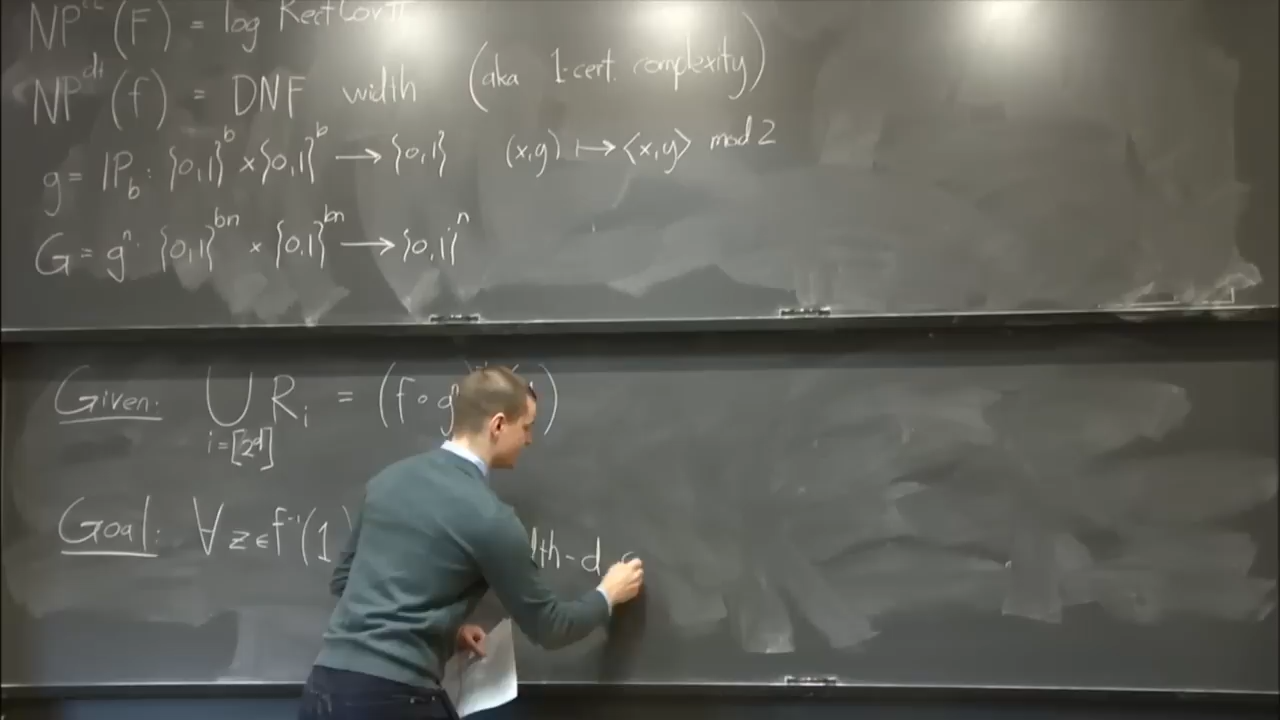 NP^cc (F) = log RectCov
NP^dt (f) = DNF width (aka 1-cert. complexity)
g = IP_b : {0,1}^b × {0,1}^b → {0,1} (x,y) ↦ <x,y> mod 2
G = g^n : {0,1}^bn × {0,1}^bn → {0,1}^n
Given: ⋃_{i=[2^d]} R_i = (f ∘ g )
Goal: ∀ z ∈ f^-1(1) dth-d